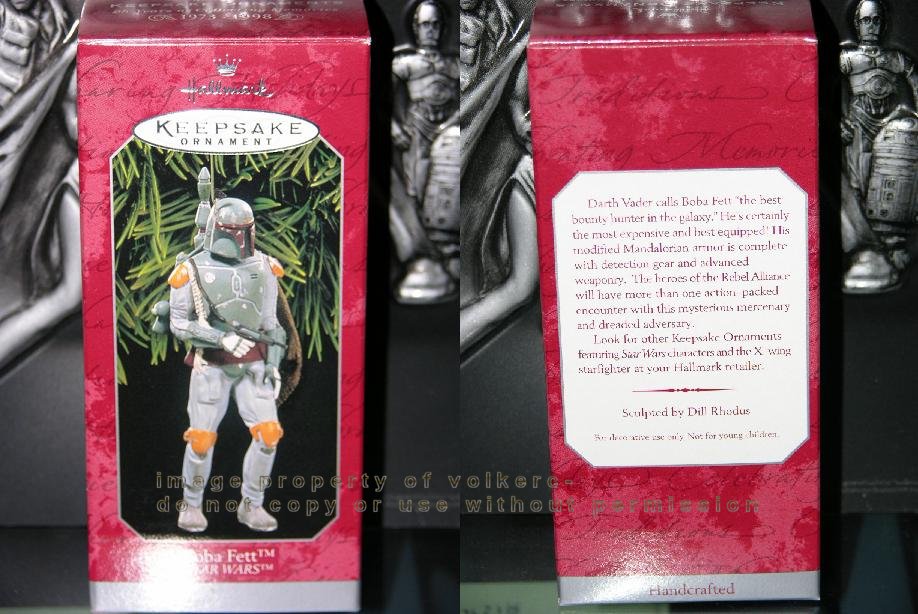 1973 1998
Hallmark
KEEPSAKE
ORNAMENT
Boba Fett™
STAR WARS™
Darth Vader calls Boba Fett "the best
bounty hunter in the galaxy." He's certainly
the most expensive and best equipped! His
modified Mandalorian armor is complete
with detection gear and advanced
weaponry. The heroes of the Rebel Alliance
will have more than one action-packed
encounter with this mysterious mercenary
and dreaded adversary.
Look for other Keepsake Ornaments
featuring Star Wars characters and the X-wing
starfighter at your Hallmark retailer.
Sculpted by Dill Rhodus
For decorative use only. Not for young children.
Handcrafted
image property of volkerc-
do not copy or use without permission